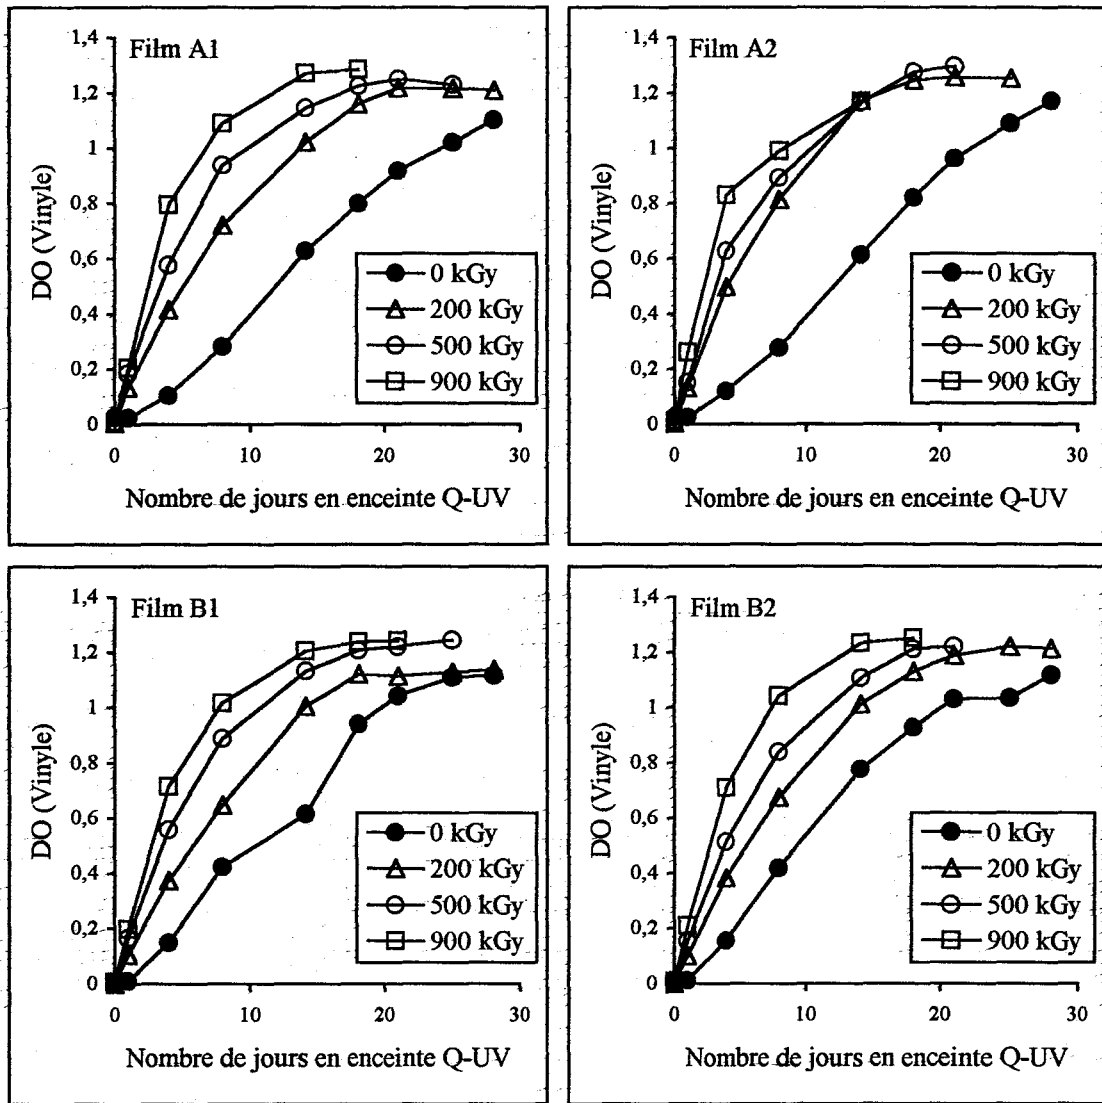 Film A1
1,4
1,2
1
0,8
0,6
0,4
0,2
0
DO (Vinyle)
0 kGy
200 kGy
500 kGy
900 kGy
0 10 20 30
Nombre de jours en enceinte Q-UV
Film A2
1,4
1,2
1
0,8
0,6
0,4
0,2
0
DO (Vinyle)
0 kGy
200 kGy
500 kGy
900 kGy
0 10 20 30
Nombre de jours en enceinte Q-UV
Film B1
1,4
1,2
1
0,8
0,6
0,4
0,2
0
DO (Vinyle)
0 kGy
200 kGy
500 kGy
900 kGy
0 10 20 30
Nombre de jours en enceinte Q-UV
Film B2
1,4
1,2
1
0,8
0,6
0,4
0,2
0
DO (Vinyle)
0 kGy
200 kGy
500 kGy
900 kGy
0 10 20 30
Nombre de jours en enceinte Q-UV